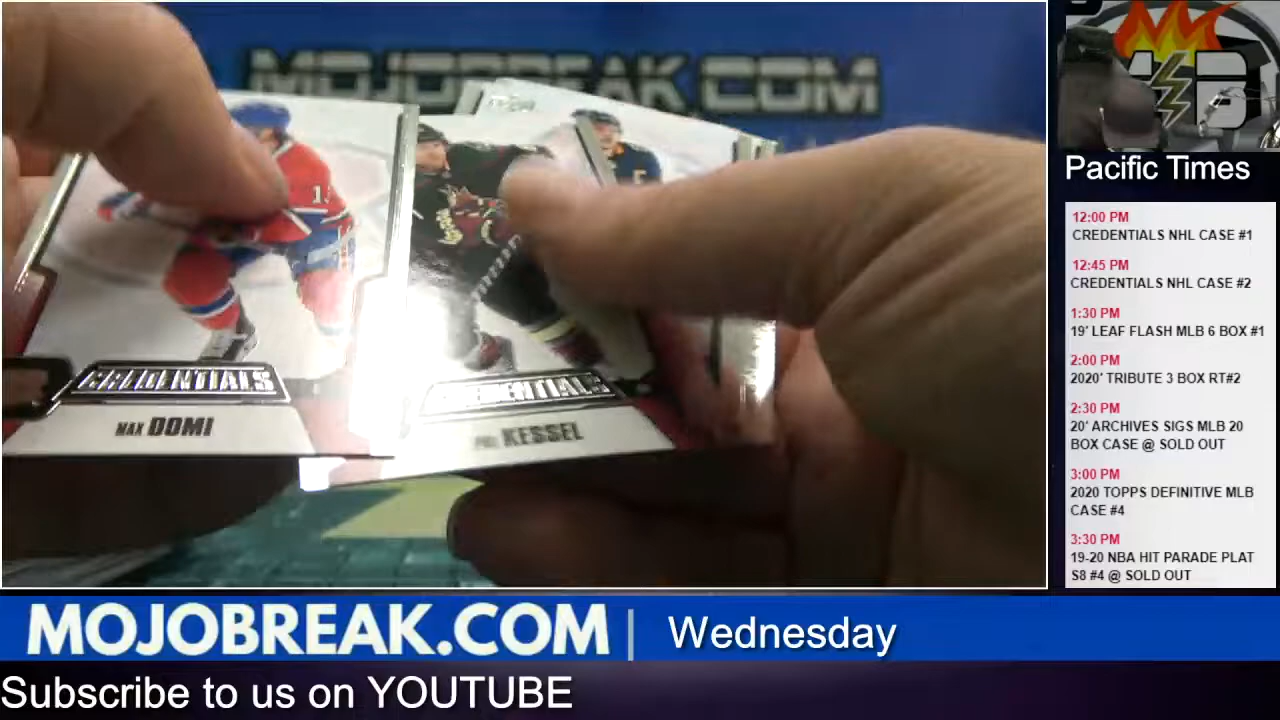 MOJOBREAK.COM
CREDENTIALS
MAX DOMI
CREDENTIALS
PHIL KESSEL
Pacific Times
12:00 PM
CREDENTIALS NHL CASE #1
12:45 PM
CREDENTIALS NHL CASE #2
1:30 PM
19' LEAF FLASH MLB 6 BOX #1
2:00 PM
2020' TRIBUTE 3 BOX RT#2
2:30 PM
20' ARCHIVES SIGS MLB 20
BOX CASE @ SOLD OUT
3:00 PM
2020 TOPPS DEFINITIVE MLB
CASE #4
3:30 PM
19-20 NBA HIT PARADE PLAT
S8 #4 @ SOLD OUT
MOJOBREAK.COM | Wednesday
Subscribe to us on YOUTUBE